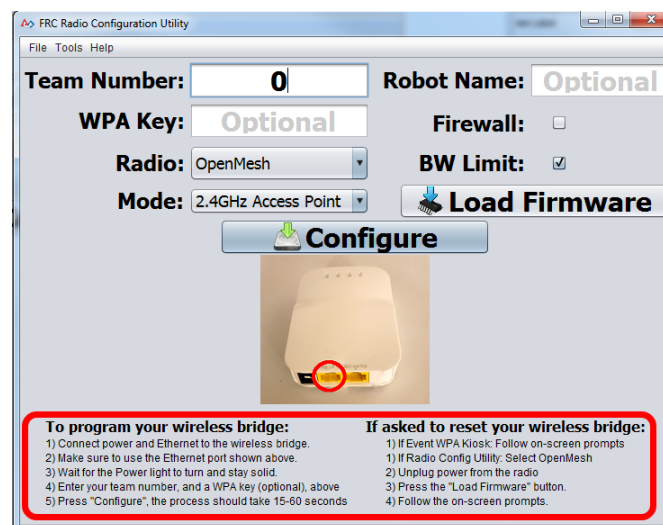 FRC Radio Configuration Utility
File Tools Help
Team Number: 0 Robot Name: Optional
WPA Key: Optional Firewall:
Radio: OpenMesh BW Limit:
Mode: 2.4GHz Access Point Load Firmware
Configure
To program your wireless bridge:
1) Connect power and Ethernet to the wireless bridge.
2) Make sure to use the Ethernet port shown above.
3) Wait for the Power light to turn and stay solid.
4) Enter your team number, and a WPA key (optional), above
5) Press "Configure", the process should take 15-60 seconds
If asked to reset your wireless bridge:
1) If Event WPA Kiosk: Follow on-screen prompts
1) If Radio Config Utility: Select OpenMesh
2) Unplug power from the radio
3) Press the "Load Firmware" button.
4) Follow the on-screen prompts.